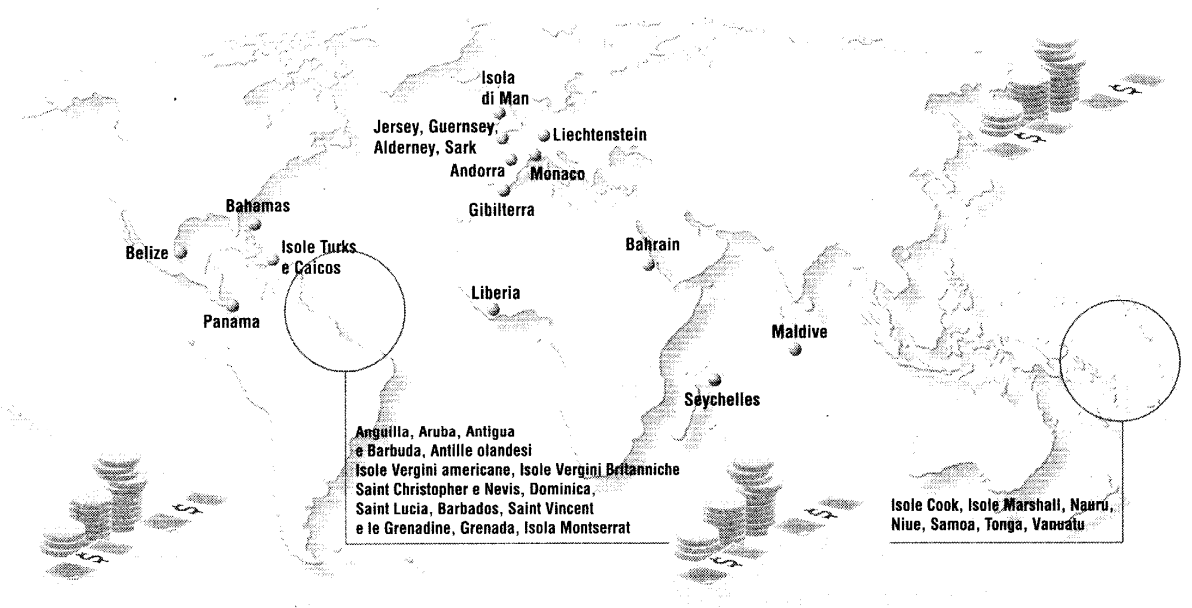 Isola
di Man
Jersey, Guernsey,
Alderney, Sark
Liechtenstein
Andorra
Monaco
Gibilterra
Bahamas
Belize
Isole Turks
e Caicos
Panama
Bahrain
Liberia
Maldive
Seychelles
Anguilla, Aruba, Antigua
e Barbuda, Antille olandesi
Isole Vergini americane, Isole Vergini Britanniche
Saint Christopher e Nevis, Dominica,
Saint Lucia, Barbados, Saint Vincent
e le Grenadine, Grenada, Isola Montserrat
Isole Cook, Isole Marshall, Nauru,
Niue, Samoa, Tonga, Vanuatu
$
$
$
$
$
$